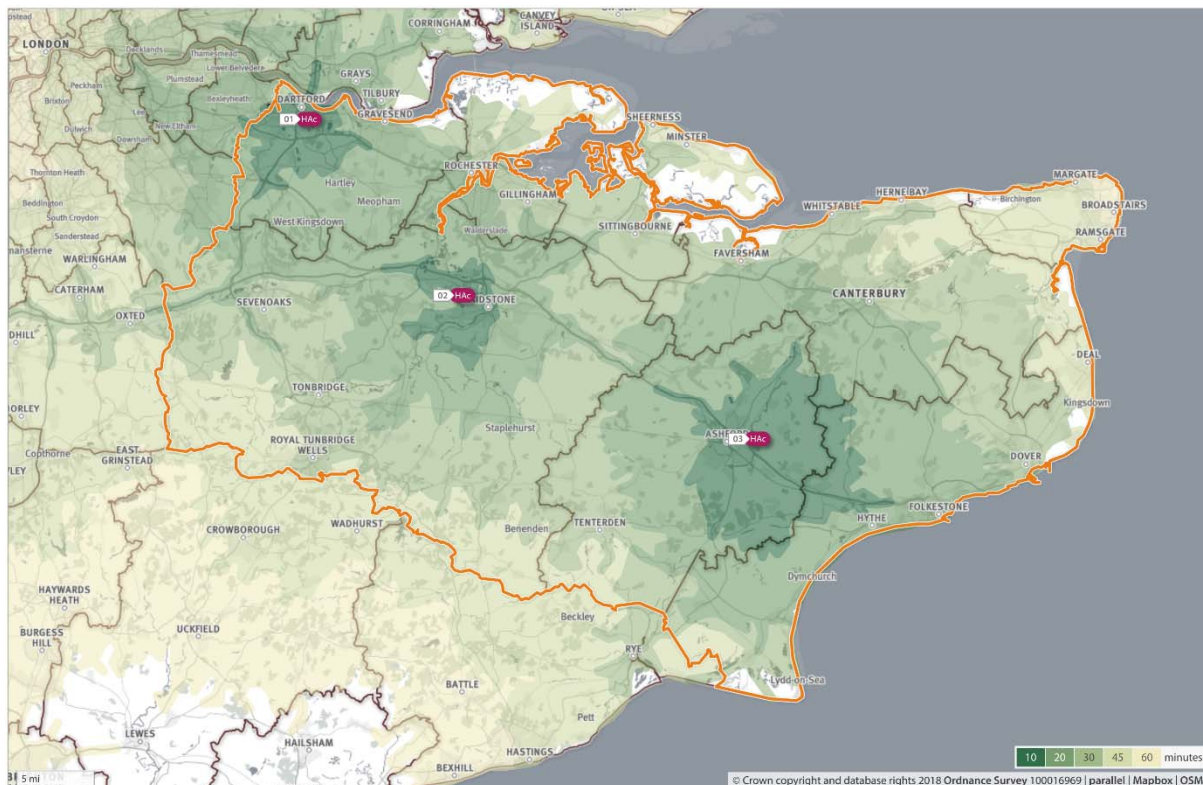 CANVEY
ISLAND
CORRINGHAM
LONDON
Decklands
Thamesmead
Lower Belvedere
Plumstead
Peckham
Brixton
Lee
Bexleyheath
New Eltham
Dulwich
Downham
GRAYS
TILBURY
DARTFORD
GRAVESEND
01 HAc
Thornton Heath
Beddington
South Croydon
Sanderstead
WARLINGHAM
CATERHAM
OXTED
Hartley
Meopham
West Kingsdown
ROCHESTER
GILLINGHAM
Walderslade
SHEERNESS
MINSTER
SITTINGBOURNE
FAVERSHAM
WHITSTABLE
HERNE BAY
Birchington
MARGATE
BROADSTAIRS
RAMSGATE
SEVENOAKS
02 HAc
NDSTONE
CANTERBURY
DEAL
Kingsdown
TONBRIDGE
Staplehurst
ROYAL TUNBRIDGE
WELLS
ASHFORD
03 HAc
DOVER
FOLKESTONE
HYTHE
EAST
GRINSTEAD
Copthorne
CROWBOROUGH
WADHURST
Benenden
TENTERDEN
Dymchurch
HAYWARDS
HEATH
BURGESS
HILL
UCKFIELD
Beckley
RYE
BATTLE
Lydd-on-Sea
Pett
LEWES
HAILSHAM
HASTINGS
BEXHILL
5 mi
10 20 30 45 60 minutes
© Crown copyright and database rights 2018 Ordnance Survey 100016969 | parallel | Mapbox | OSM